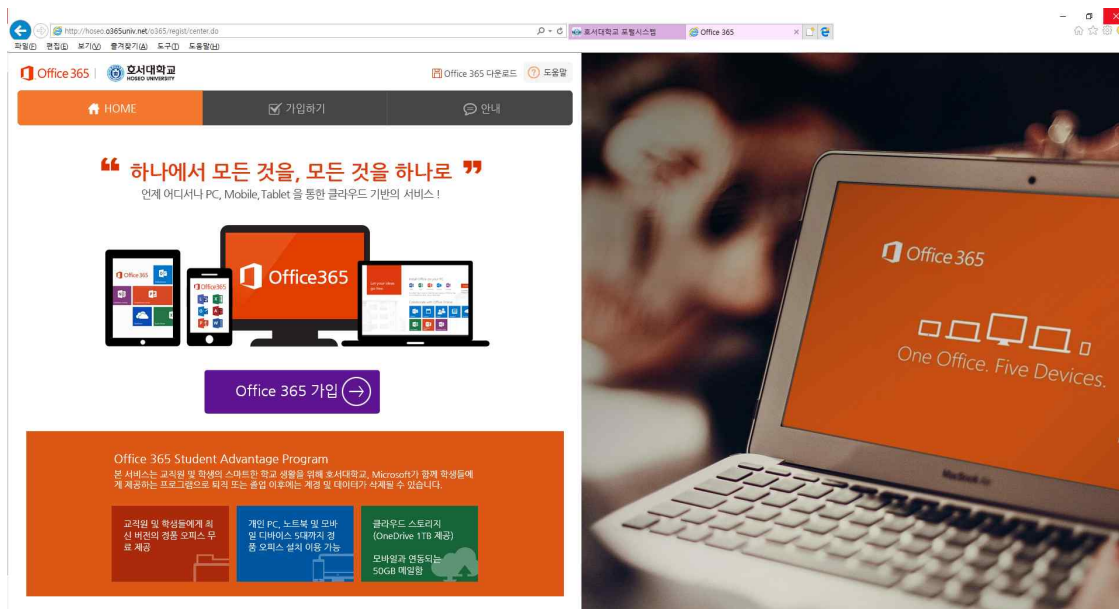 http://hoseo.o365univ.net/o365/regist/center.do
호서대학교 포털시스템
Office 365
파일(F) 편집(E) 보기(V) 즐겨찾기(A) 도구(T) 도움말(H)
Office 365
호서대학교
HOSEO UNIVERSITY
Office 365 다운로드
도움말
HOME
가입하기
안내
“ 하나에서 모든 것을, 모든 것을 하나로 ”
언제 어디서나 PC, Mobile,Tablet 을 통한 클라우드 기반의 서비스 !
Office 365
Office365
Office365
Office 365 가입
Office 365 Student Advantage Program
본 서비스는 교직원 및 학생의 스마트한 학교 생활을 위해 호서대학교, Microsoft가 함께 학생들에
게 제공하는 프로그램으로 퇴직 또는 졸업 이후에는 계정 및 데이터가 삭제될 수 있습니다.
교직원 및 학생들에게 최
신 버전의 정품 오피스 무
료 제공
개인 PC, 노트북 및 모바
일 디바이스 5대까지 정
품 오피스 설치 이용 가능
클라우드 스토리지
(OneDrive 1TB 제공)
모바일과 연동되는
50GB 메일함
Office 365
One Office. Five Devices.
MacBook Air